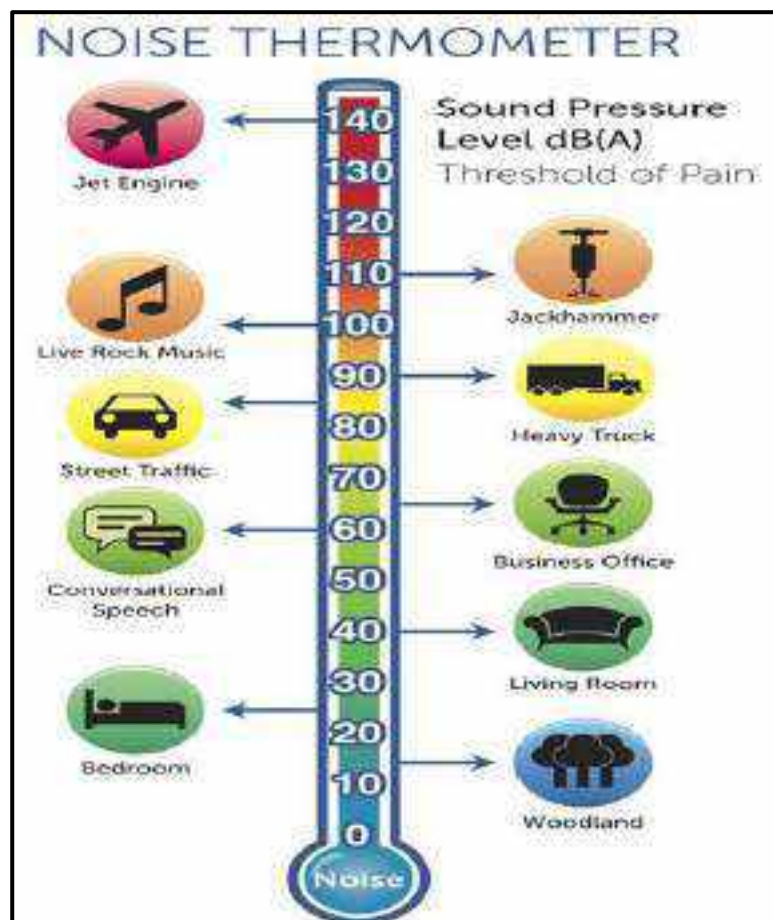 NOISE THERMOMETER
Sound Pressure
Level dB(A)
Threshold of Pain
140
130
120
110
100
90
80
70
60
50
40
30
20
10
0
Noise
Jet Engine
Live Rock Music
Street Traffic
Conversational
Speech
Bedroom
Jackhammer
Heavy Truck
Business Office
Living Room
Woodland